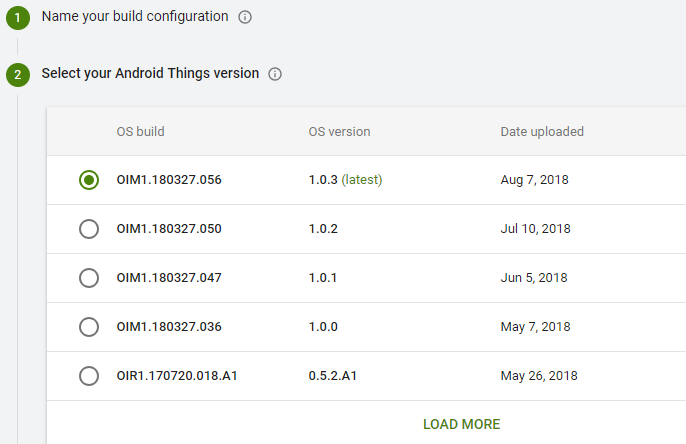 1 Name your build configuration
2 Select your Android Things version
OS build OS version Date uploaded
OIM1.180327.056 1.0.3 (latest) Aug 7, 2018
OIM1.180327.050 1.0.2 Jul 10, 2018
OIM1.180327.047 1.0.1 Jun 5, 2018
OIM1.180327.036 1.0.0 May 7, 2018
OIR1.170720.018.A1 0.5.2.A1 May 26, 2018
LOAD MORE